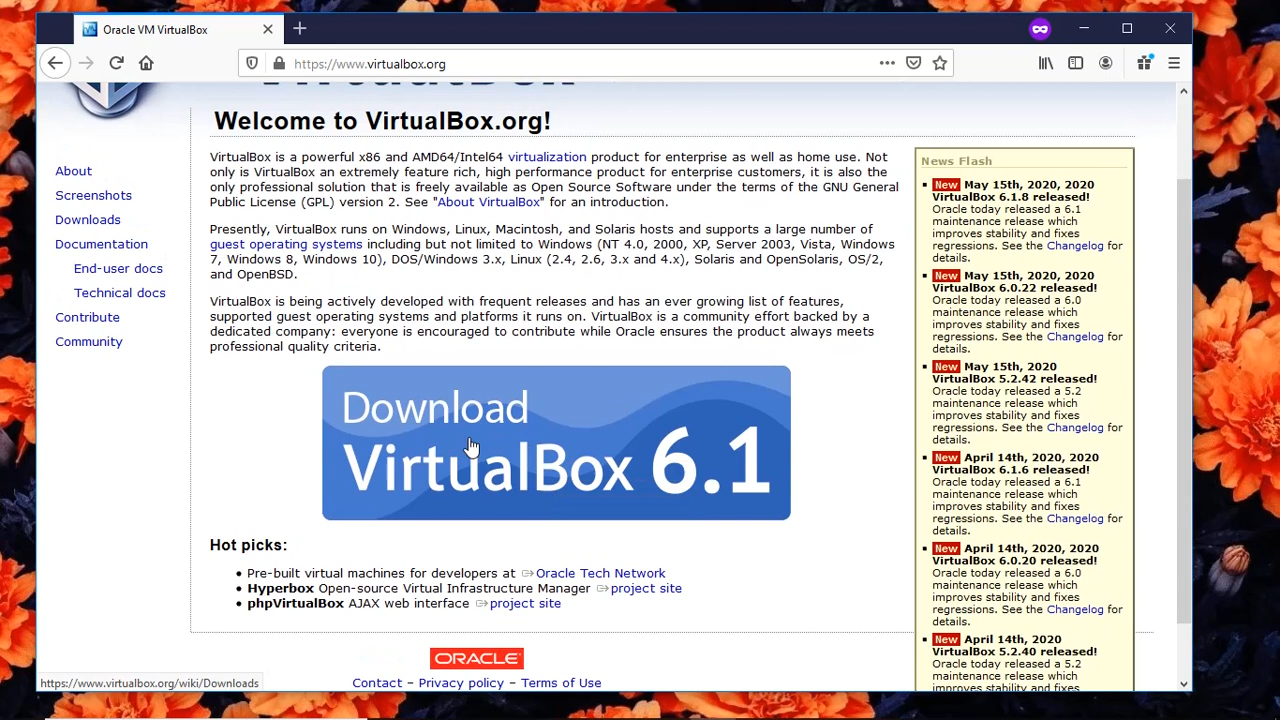 Oracle VM VirtualBox
https://www.virtualbox.org
Welcome to VirtualBox.org!
About
Screenshots
Downloads
Documentation
End-user docs
Technical docs
Contribute
Community
VirtualBox is a powerful x86 and AMD64/Intel64 virtualization product for enterprise as well as home use. Not
only is VirtualBox an extremely feature rich, high performance product for enterprise customers, it is also the
only professional solution that is freely available as Open Source Software under the terms of the GNU General
Public License (GPL) version 2. See "About VirtualBox" for an introduction.
Presently, VirtualBox runs on Windows, Linux, Macintosh, and Solaris hosts and supports a large number of
guest operating systems including but not limited to Windows (NT 4.0, 2000, XP, Server 2003, Vista, Windows
7, Windows 8, Windows 10), DOS/Windows 3.x, Linux (2.4, 2.6, 3.x and 4.x), Solaris and OpenSolaris, OS/2,
and OpenBSD.
VirtualBox is being actively developed with frequent releases and has an ever growing list of features,
supported guest operating systems and platforms it runs on. VirtualBox is a community effort backed by a
dedicated company: everyone is encouraged to contribute while Oracle ensures the product always meets
professional quality criteria.
Download
VirtualBox 6.1
Hot picks:
• Pre-built virtual machines for developers at Oracle Tech Network
• Hyperbox Open-source Virtual Infrastructure Manager project site
• phpVirtualBox AJAX web interface project site
News Flash
New May 15th, 2020, 2020
VirtualBox 6.1.8 released!
Oracle today released a 6.1
maintenance release which
improves stability and fixes
regressions. See the Changelog for
details.
New May 15th, 2020, 2020
VirtualBox 6.0.22 released!
Oracle today released a 6.0
maintenance release which
improves stability and fixes
regressions. See the Changelog for
details.
New May 15th, 2020
VirtualBox 5.2.42 released!
Oracle today released a 5.2
maintenance release which
improves stability and fixes
regressions. See the Changelog for
details.
New April 14th, 2020, 2020
VirtualBox 6.1.6 released!
Oracle today released a 6.1
maintenance release which
improves stability and fixes
regressions. See the Changelog for
details.
New April 14th, 2020, 2020
VirtualBox 6.0.20 released!
Oracle today released a 6.0
maintenance release which
improves stability and fixes
regressions. See the Changelog for
details.
New April 14th, 2020
VirtualBox 5.2.40 released!
Oracle today released a 5.2
maintenance release which
improves stability and fixes
ORACLE
Contact – Privacy policy – Terms of Use
https://www.virtualbox.org/wiki/Downloads